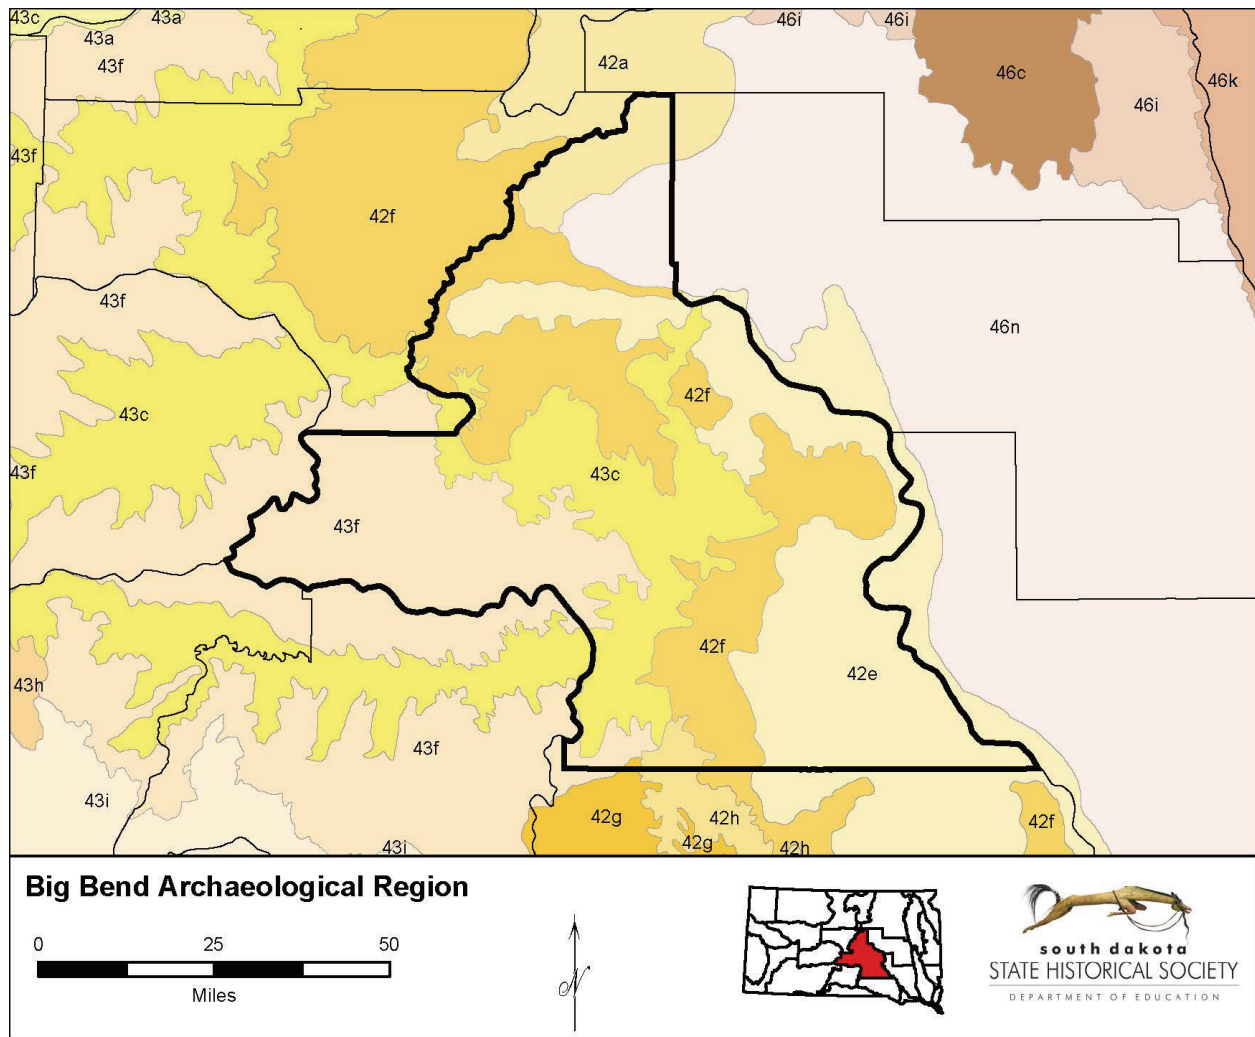 43c
43a
46i
46i
43a
43f
42a
46c
46k
46i
43f
42f
43f
46n
42f
43c
43f
43c
43f
42f
42e
43h
43f
43i
42g
42h
42f
42g
42h
43i
Big Bend Archaeological Region
0 25 50
Miles
N
south dakota
STATE HISTORICAL SOCIETY
DEPARTMENT OF EDUCATION